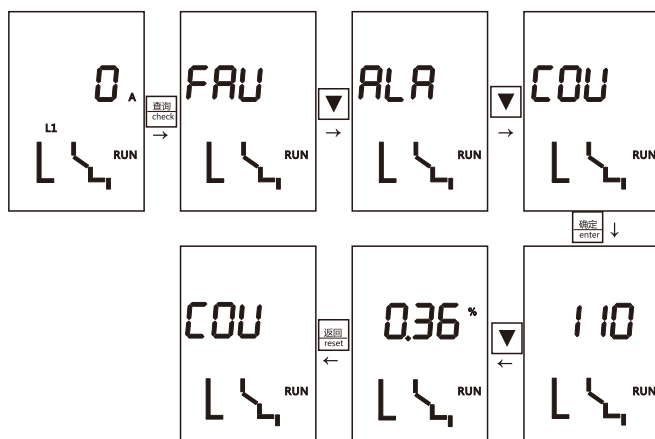 0 A
查询
check
→
L1
RUN
FAU
▼
→
RUN
ALA
▼
→
RUN
COU
RUN
确定
enter
↓
110
RUN
▼
←
0.36 %
RUN
返回
reset
←
COU
RUN